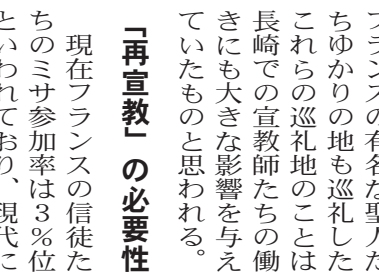 フランスの有名な聖人た
ちゆかりの地も巡礼した
これらの巡礼地のことは
長崎での宣教師たちの働
きにも大きな影響を与え
ていたものと思われる。
「再宣教」の必要性
現在フランスの信徒た
ちのミサ参加率は3％位
といわれており、現代に